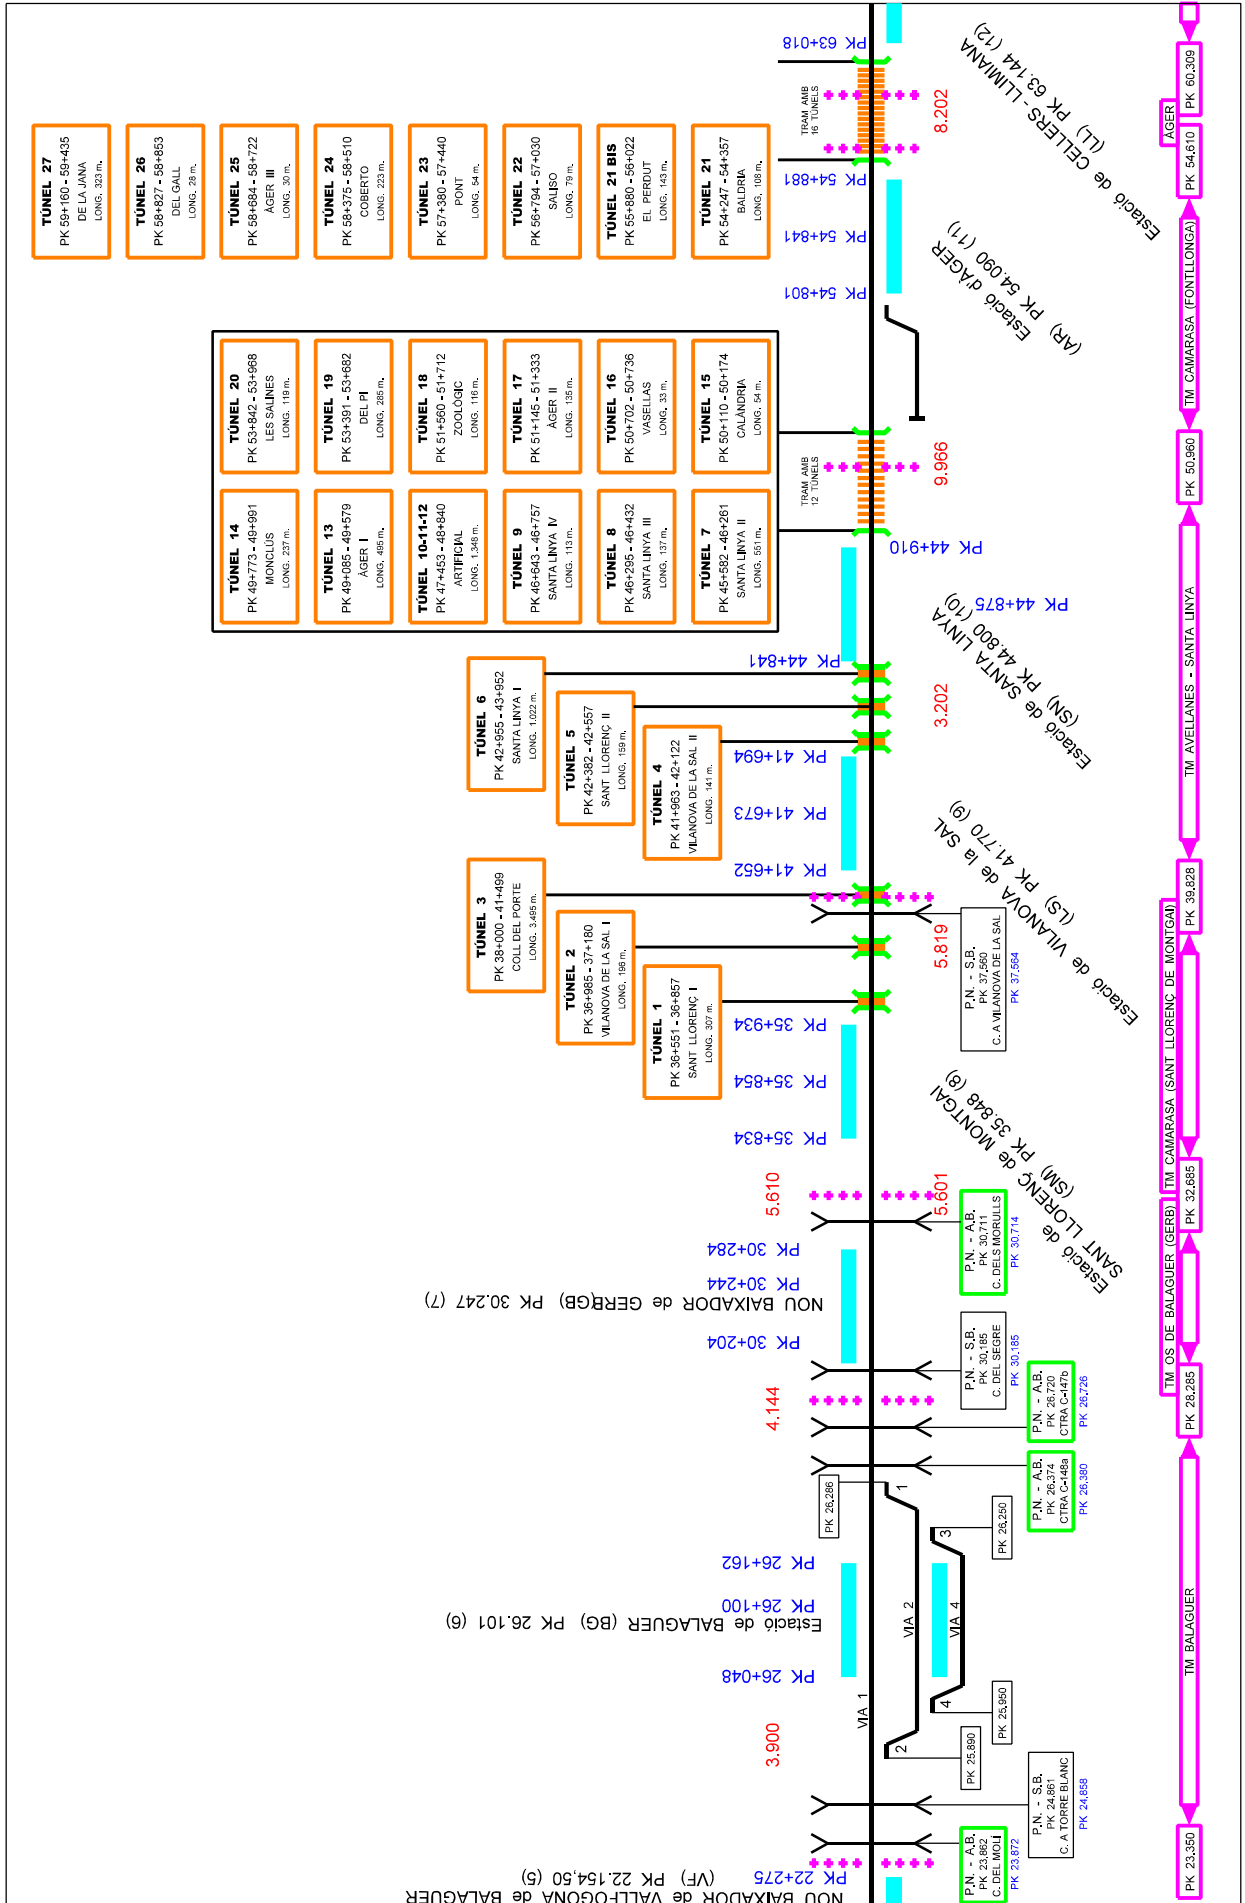 TÚNEL 27
PK 59+160 - 59+435
DE LA JANA
LONG. 323 m.
TÚNEL 26
PK 58+827 - 58+853
DEL GALL
LONG. 28 m.
TÚNEL 25
PK 58+684 - 58+722
ÀGER III
LONG. 30 m.
TÚNEL 24
PK 58+375 - 58+510
COBERTO
LONG. 223 m.
TÚNEL 23
PK 57+380 - 57+440
PONT
LONG. 54 m.
TÚNEL 22
PK 56+794 - 57+030
SALISO
LONG. 79 m.
TÚNEL 21 BIS
PK 55+880 - 56+022
EL PERDUT
LONG. 143 m.
TÚNEL 21
PK 54+247 - 54+357
BALDRIA
LONG. 108 m.
TÚNEL 20
PK 53+842 - 53+968
LES SALINES
LONG. 119 m.
TÚNEL 19
PK 53+391 - 53+682
DEL PI
LONG. 285 m.
TÚNEL 18
PK 51+560 - 51+712
ZOOLÒGIC
LONG. 116 m.
TÚNEL 17
PK 51+145 - 51+333
ÀGER II
LONG. 135 m.
TÚNEL 16
PK 50+702 - 50+736
VASELLAS
LONG. 33 m.
TÚNEL 15
PK 50+110 - 50+174
CALÀNDRIA
LONG. 54 m.
TÚNEL 14
PK 49+773 - 49+991
MONCLÚS
LONG. 237 m.
TÚNEL 13
PK 49+085 - 49+579
ÀGER I
LONG. 495 m.
TÚNEL 10-11-12
PK 47+453 - 48+840
ARTIFICIAL
LONG. 1.348 m.
TÚNEL 9
PK 46+643 - 46+757
SANTA LINYA IV
LONG. 113 m.
TÚNEL 8
PK 46+295 - 46+432
SANTA LINYA III
LONG. 137 m.
TÚNEL 7
PK 45+582 - 46+261
SANTA LINYA II
LONG. 551 m.
TÚNEL 6
PK 42+955 - 43+952
SANTA LINYA I
LONG. 1.022 m.
TÚNEL 5
PK 42+382 - 42+557
SANT LLORENÇ II
LONG. 159 m.
TÚNEL 4
PK 41+963 - 42+122
VILANOVA DE LA SAL II
LONG. 141 m.
TÚNEL 3
PK 38+000 - 41+499
COLL DEL PORTE
LONG. 3.495 m.
TÚNEL 2
PK 36+985 - 37+180
VILANOVA DE LA SAL I
LONG. 196 m.
TÚNEL 1
PK 36+551 - 36+857
SANT LLORENÇ I
LONG. 307 m.
PK 63+018
TRAM AMB
16 TÚNELS
PK 54+881
PK 54+841
PK 54+801
TRAM AMB
12 TÚNELS
PK 44+910
PK 44+875
PK 44+841
PK 41+694
PK 41+673
PK 41+652
PK 35+934
PK 35+854
PK 35+834
5.610
PK 30+284
PK 30+244
NOU BAIXADOR de GERB(GB) PK 30.247 (7)
PK 30+204
4.144
PK 26.286
PK 26+162
PK 26+100
Estació de BALAGUER (BG) PK 26.101 (6)
PK 26+048
3.900
PK 22+275
(VF) PK 22.154,50 (5)
NOU BAIXADOR de VALLFOGONA de BALAGUER
8.202
9.966
3.202
5.819
5.601
Estació de CELLERS - LLIMIANA
(LL) PK 63.144 (12)
Estació d'ÀGER
(AR) PK 54.090 (11)
Estació de SANTA LINYA
(SN) PK 44.800 (10)
Estació de VILANOVA de la SAL
(LS) PK 41.770 (9)
Estació de
SANT LLORENÇ de MONTGAI
(SM) PK 35.848 (8)
P.N. - S.B.
PK 37.560
C. A VILANOVA DE LA SAL
PK 37.564
P.N. - A.B.
PK 30.711
C. DELS MORULLS
PK 30.714
P.N. - S.B.
PK 30.185
C. DEL SEGRE
PK 30.185
P.N. - A.B.
PK 26.720
CTRA C-147b
PK 26.726
P.N. - A.B.
PK 26.374
CTRA C-148a
PK 26.380
1
3
PK 26.250
VIA 1
VIA 2
VIA 4
4
PK 25.950
2
PK 25.890
P.N. - S.B.
PK 24.861
C. A TORRE BLANC
PK 24.858
P.N. - A.B.
PK 23.862
C. DEL MOLÍ
PK 23.872
PK 60.309
ÀGER
PK 54.610
TM CAMARASA (FONTLLONGA)
PK 50.960
TM AVELLANES - SANTA LINYA
PK 39.828
TM CAMARASA (SANT LLORENÇ DE MONTGAI)
PK 32.685
TM OS DE BALAGUER (GERB)
PK 28.285
TM BALAGUER
PK 23.350